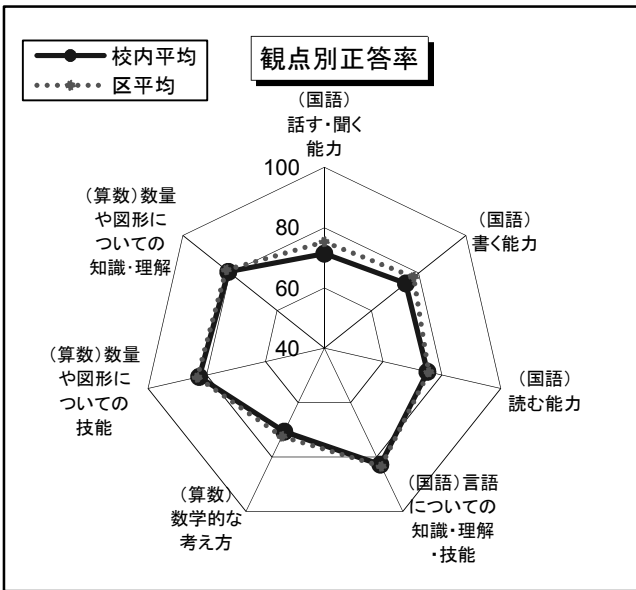 校内平均
区平均
観点別正答率
（国語）
話す・聞く
能力
（国語）
書く能力
（国語）
読む能力
（国語）言語
についての
知識・理解
・技能
（算数）
数学的な
考え方
（算数）数量
や図形に
ついての
技能
（算数）数量
や図形に
ついての
知識・理解
100
80
60
40